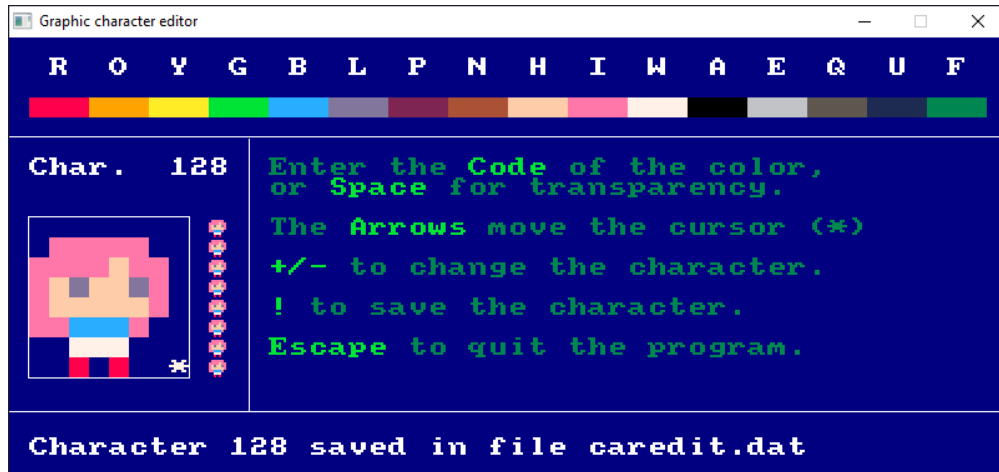 Graphic character editor
R O Y G B L P N H I W A E Q U F
Char. 128
Enter the Code of the color,
or Space for transparency.
The Arrows move the cursor (*)
+/- to change the character.
! to save the character.
Escape to quit the program.
*
Character 128 saved in file caredit.dat